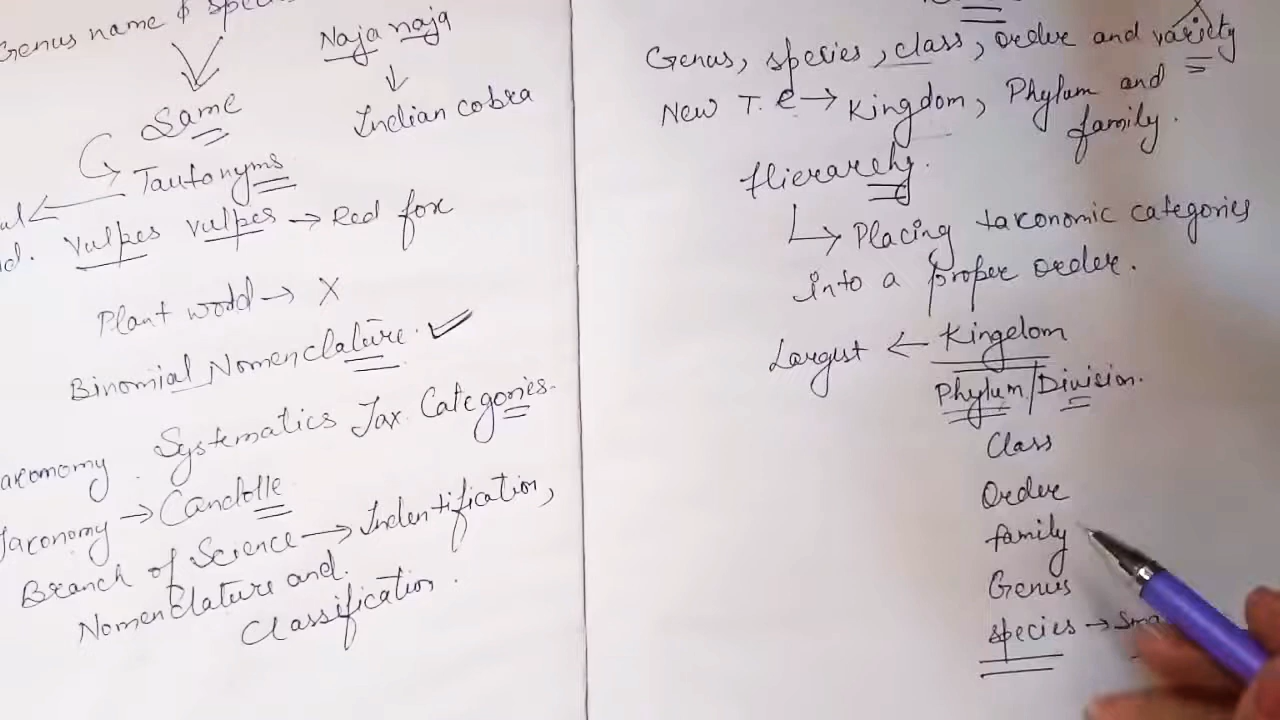 Genus name &
Same
Tautonyms
Naja naja
Indian cobra
Vulpes vulpes → Red fox
Plant world → X
Binomial Nomenclature. ✓
Systematics Tax. Categories.
Taxonomy → Candolle
Branch of Science → Indentification,
Nomenclature and
Classification.
Genus, species, class, order and variety
New T. C → Kingdom, Phylum and
family.
Hierarchy.
Placing taxonomic categories
into a proper order.
Largest ← Kingdom
Phylum/Division.
Class
Order
family
Genus
species →